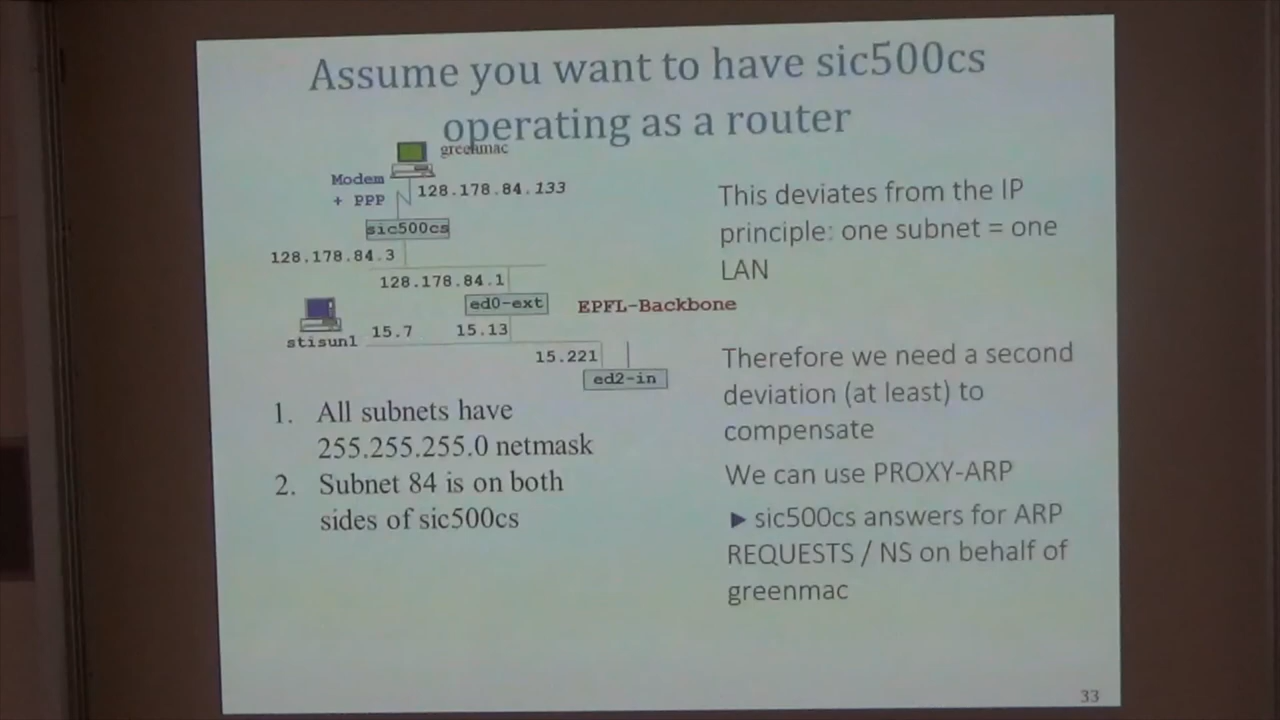 Assume you want to have sic500cs
operating as a router
greenmac
Modem
+ PPP
128.178.84.133
sic500cs
128.178.84.3
128.178.84.1
ed0-ext
EPFL-Backbone
stisun1
15.7
15.13
15.221
ed2-in
1. All subnets have
255.255.255.0 netmask
2. Subnet 84 is on both
sides of sic500cs
This deviates from the IP
principle: one subnet = one
LAN
Therefore we need a second
deviation (at least) to
compensate
We can use PROXY-ARP
► sic500cs answers for ARP
REQUESTS / NS on behalf of
greenmac
33